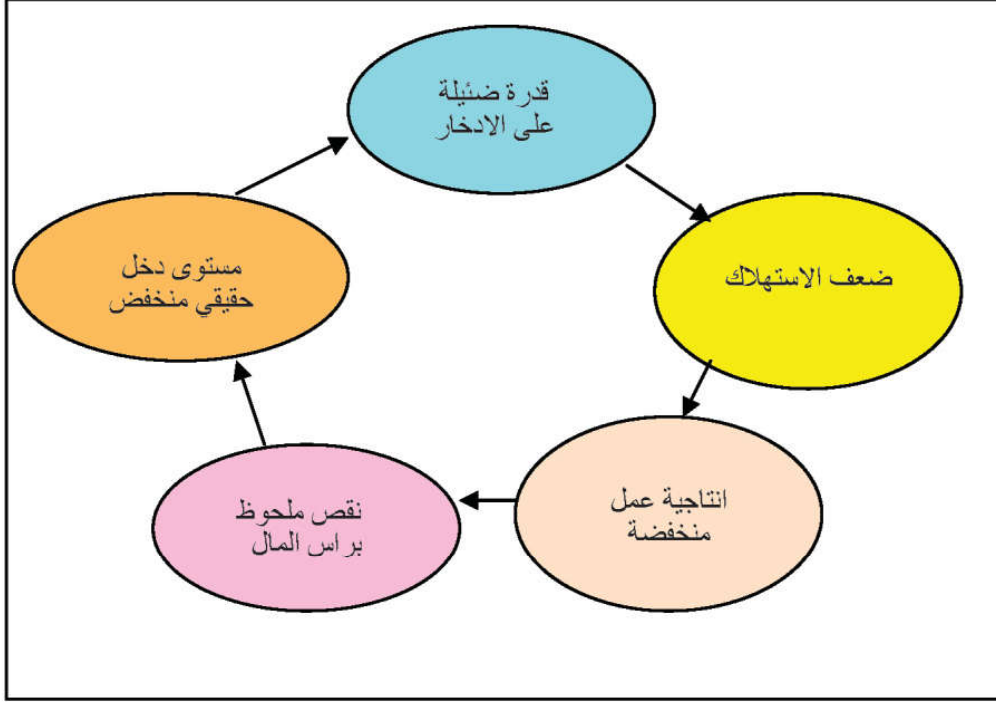 قدرة ضئيلة
على الادخار
ضعف الاستهلاك
انتاجية عمل
منخفضة
نقص ملحوظ
براس المال
مستوى دخل
حقيقي منخفض